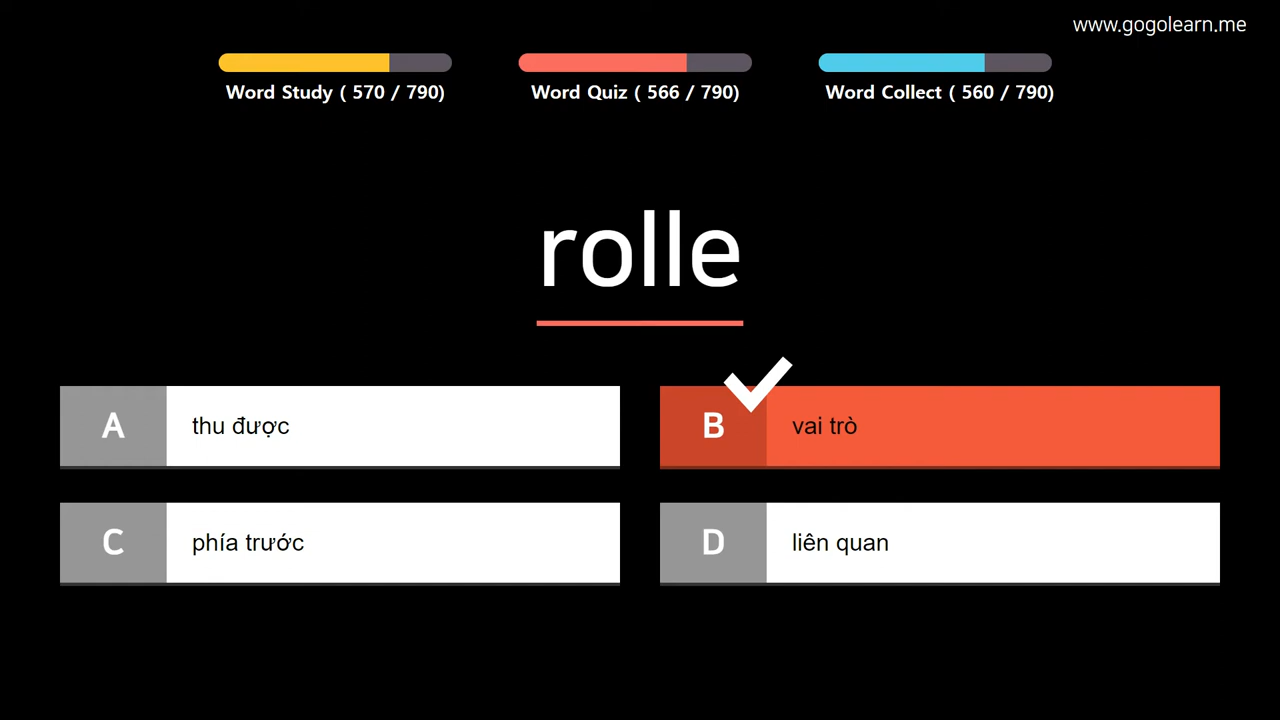 www.gogolearn.me
Word Study ( 570 / 790)
Word Quiz ( 566 / 790)
Word Collect ( 560 / 790)
rolle
A
thu được
B
vai trò
C
phía trước
D
liên quan